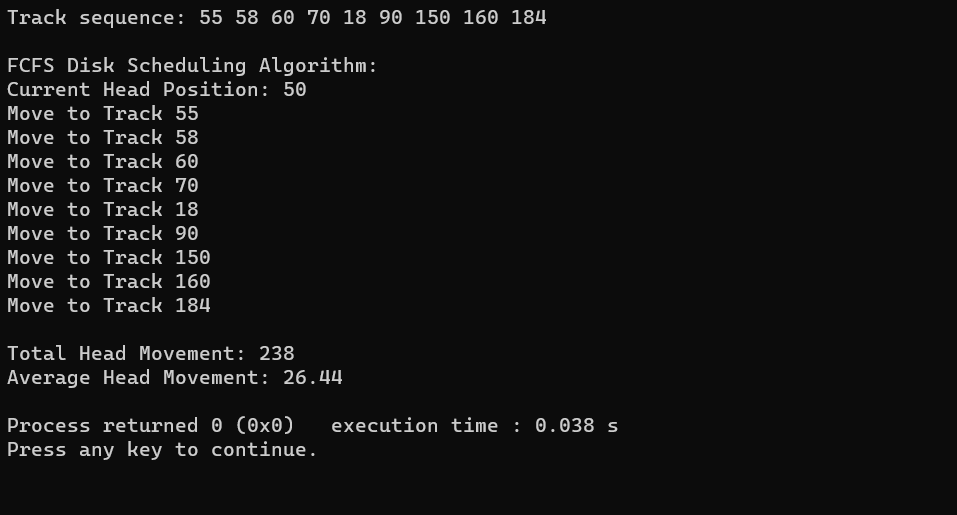 Track sequence: 55 58 60 70 18 90 150 160 184
FCFS Disk Scheduling Algorithm:
Current Head Position: 50
Move to Track 55
Move to Track 58
Move to Track 60
Move to Track 70
Move to Track 18
Move to Track 90
Move to Track 150
Move to Track 160
Move to Track 184
Total Head Movement: 238
Average Head Movement: 26.44
Process returned 0 (0x0)   execution time : 0.038 s
Press any key to continue.